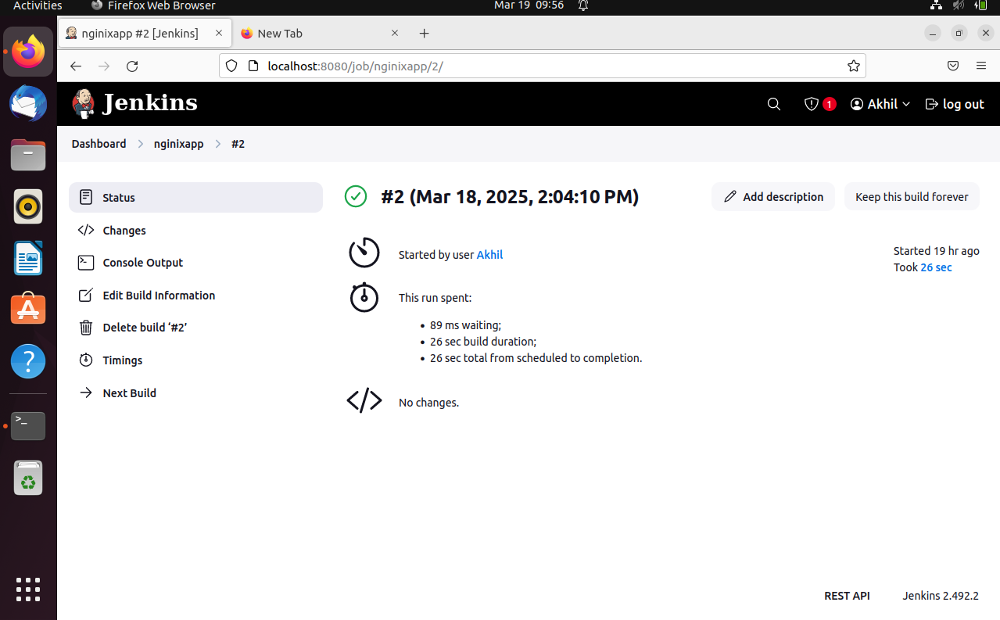 Activities
Firefox Web Browser
Mar 19 09:56
nginixapp #2 [Jenkins]
New Tab
localhost:8080/job/nginixapp/2/
Jenkins
1
Akhil
log out
Dashboard
nginixapp
#2
Status
Changes
Console Output
Edit Build Information
Delete build ‘#2’
Timings
Next Build
#2 (Mar 18, 2025, 2:04:10 PM)
Add description
Keep this build forever
Started by user Akhil
Started 19 hr ago
Took 26 sec
This run spent:
• 89 ms waiting;
• 26 sec build duration;
• 26 sec total from scheduled to completion.
No changes.
REST API
Jenkins 2.492.2